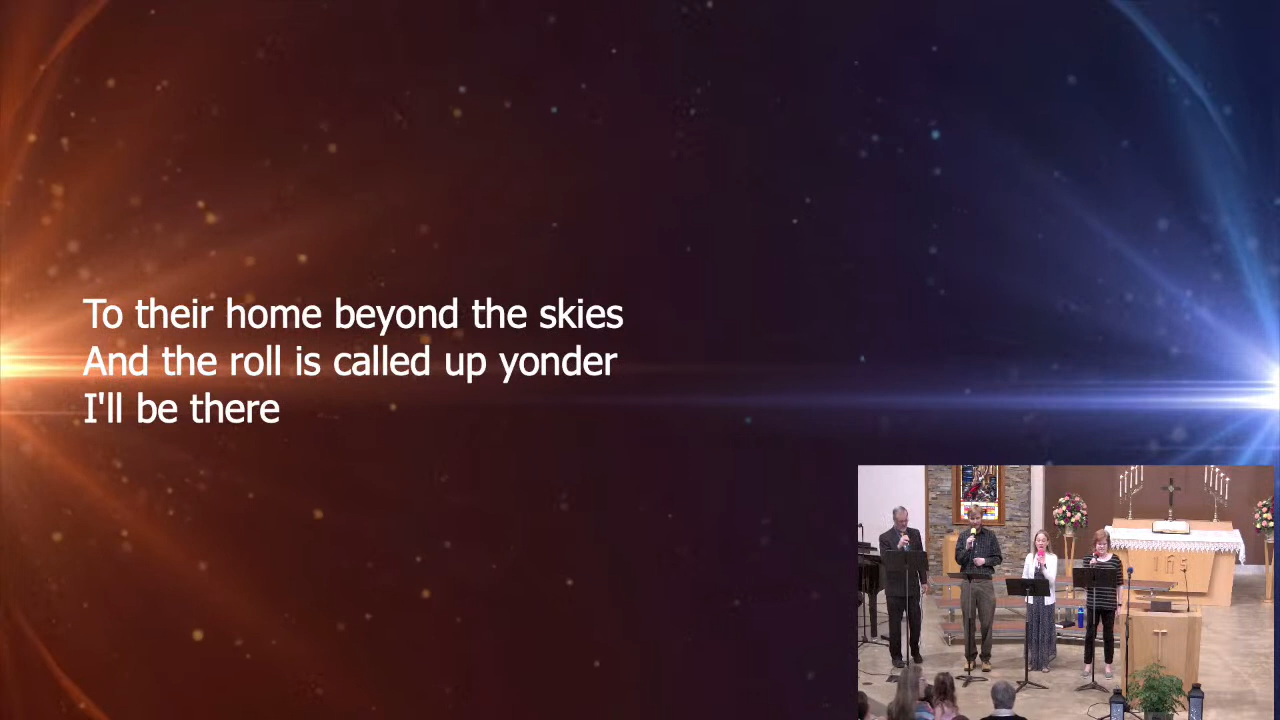 To their home beyond the skies
And the roll is called up yonder
I'll be there